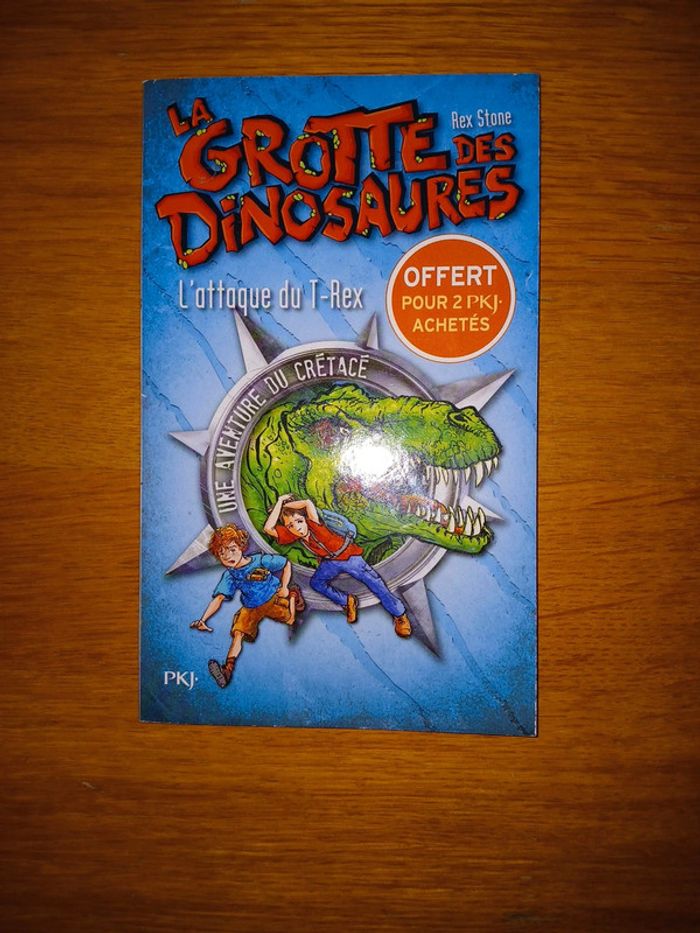 LA
GROTTE DES
DINOSAURES
Rex Stone
L'attaque du T-Rex
OFFERT
POUR 2 PKJ.
ACHETÉS
UNE AVENTURE DU CRÉTACÉ
PKJ.